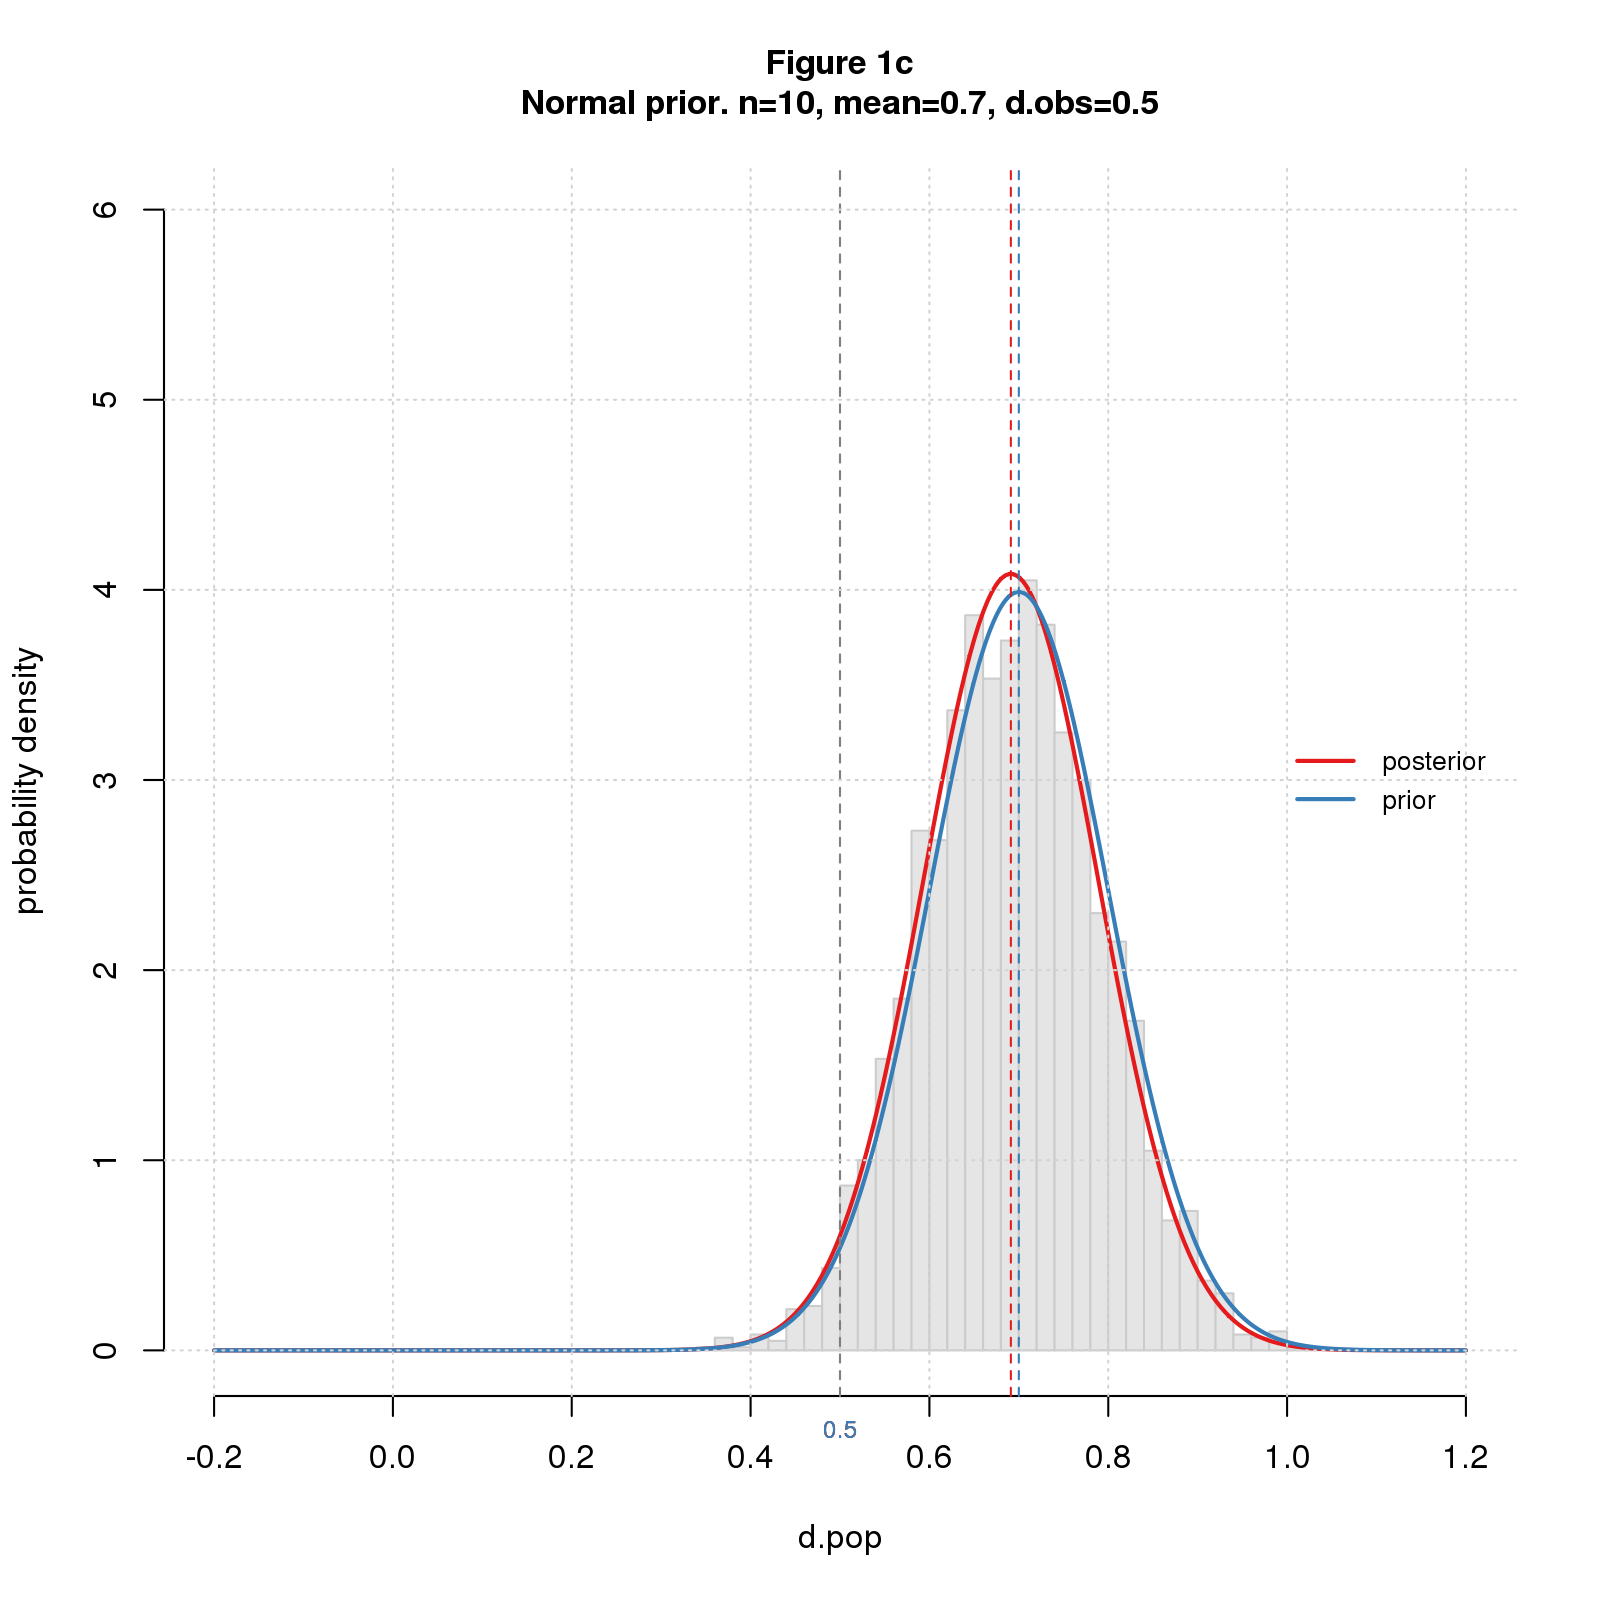 Figure 1c
Normal prior. n=10, mean=0.7, d.obs=0.5
probability density
6
5
4
3
2
1
0
posterior
prior
0.5
-0.2 0.0 0.2 0.4 0.6 0.8 1.0 1.2
d.pop